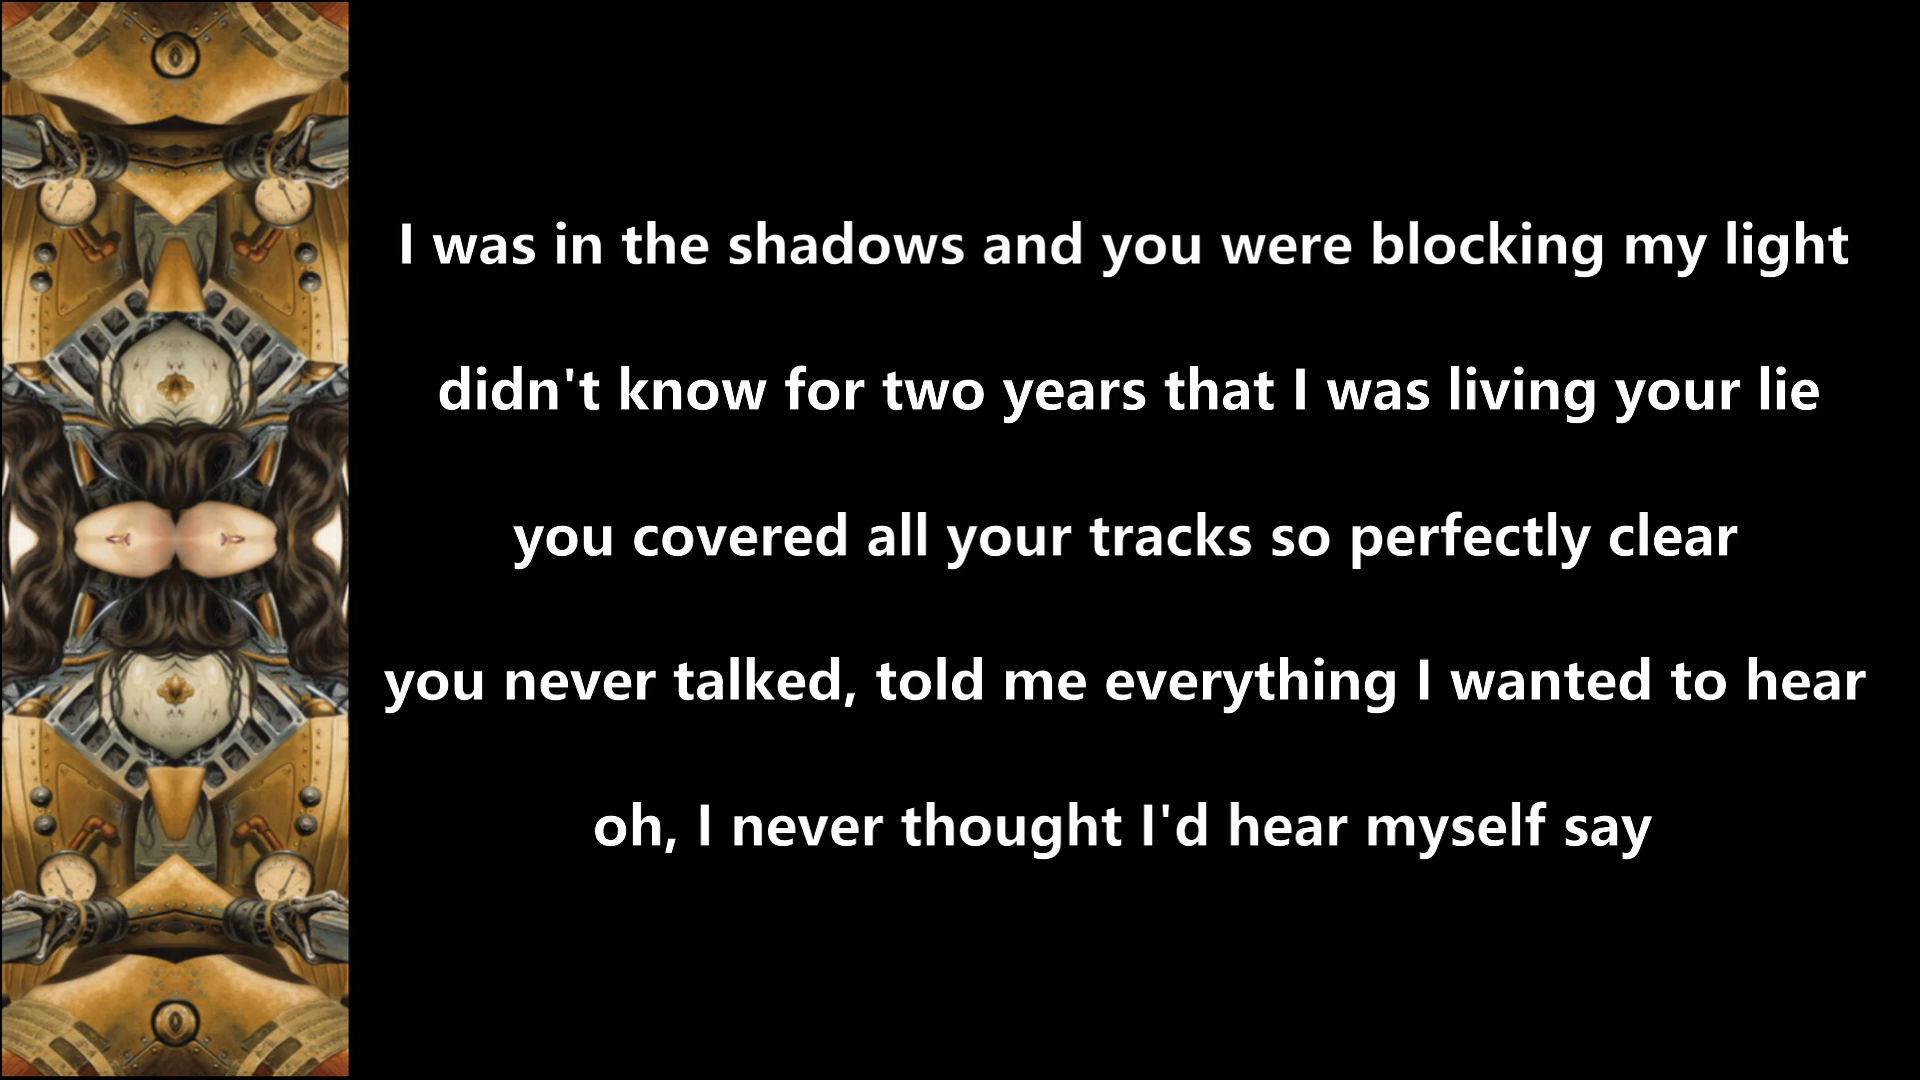 I was in the shadows and you were blocking my light
didn't know for two years that I was living your lie
you covered all your tracks so perfectly clear
you never talked, told me everything I wanted to hear
oh, I never thought I'd hear myself say